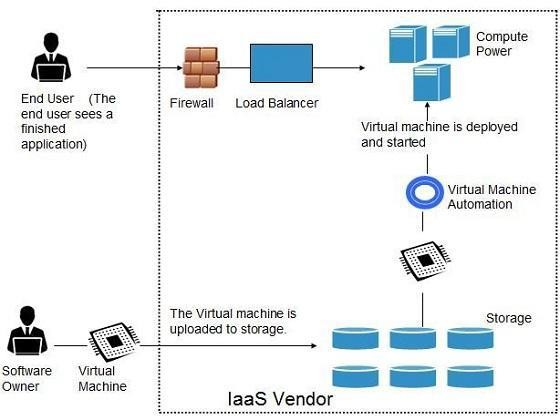 Compute
Power
End User (The
end user sees a
finished
application)
Firewall
Load Balancer
Virtual machine is deployed
and started
Virtual Machine
Automation
The Virtual machine is
uploaded to storage.
Storage
Software
Owner
Virtual
Machine
IaaS Vendor